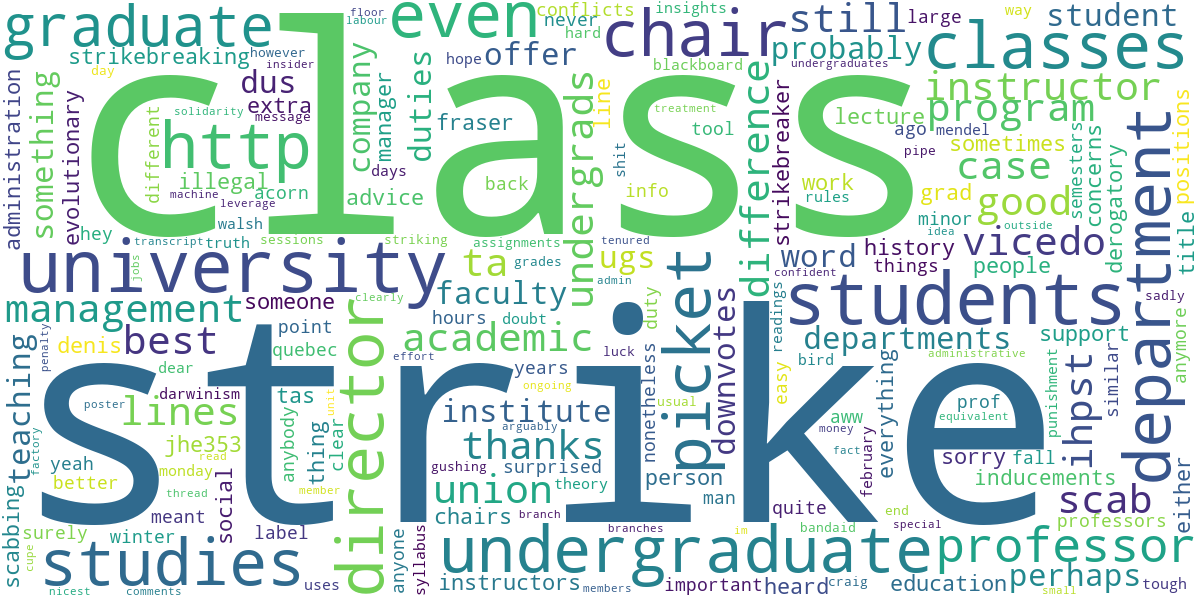 graduate
class
even
chair
still
classes
student
http
strike
university
students
department
strikebreaking
however
insider
day
labour
floor
conflicts
never
hard
insights
hope
offer
large
way
probably
undergraduates
blackboard
dus
extra
message
company
manager
duties
fraser
line
undergrads
difference
treatment
tool
shit
instructor
program
lecture
ago
mendel
pipe
sometimes
strikebreaker
case
semesters
concerns
positions
administration
something
evolutionary
different
solidarity
illegal
acorn
machine
leverage
walsh
advice
days
back
info
work
rules
grad
good
minor
derogatory
outside
idea
title
hey
transcript
truth
sessions
striking
assignments
tenured
grades
admin
ta
ugs
word
history
things
vicedo
people
confident
jobs
management
someone
clearly
faculty
hours
doubt
duty
readings
departments
support
sadly
anymore
best
point
quebec
denis
dear
darwinism
director
academic
effort
years
luck
picket
downvotes
easy
bird
everything
administrative
similar
ihpst
punishment
teaching
penalty
poster
lines
tas
unit
ongoing
institute
usual
arguably
nonetheless
aww
prof
equivalent
money
fact
yeah
better
factory
jhe353
anybody
thing
clear
thanks
gushing
surprised
theory
person
man
february
sorry
fall
monday
read
thread
member
union
branch
quite
inducements
scab
either
scabbing
surely
winter
meant
social
label
chairs
branches
bandaid
end
special
professors
cupe
studies
uses
anyone
syllabus
undergraduate
im
professor
nicest
comments
instructors
members
important
heard
craig
education
perhaps
small
tough